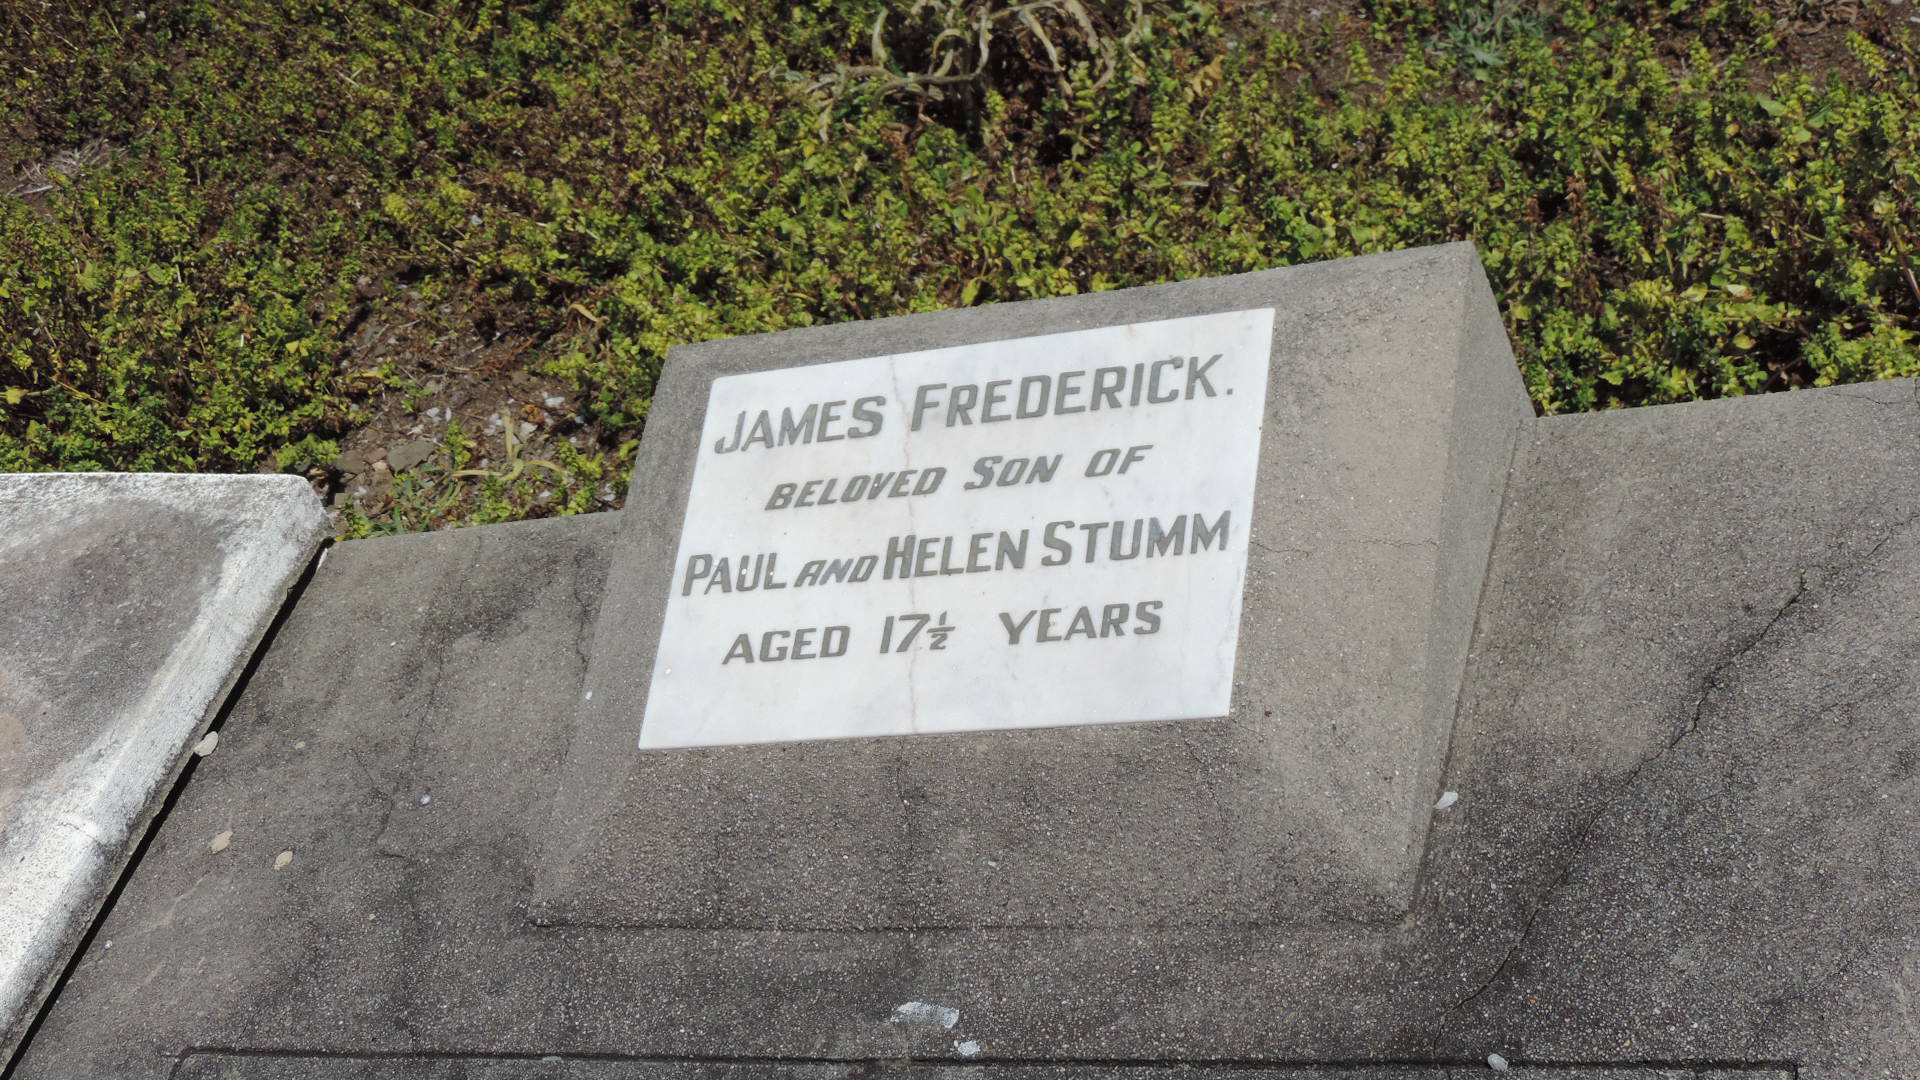 JAMES FREDERICK.
BELOVED SON OF
PAUL AND HELEN STUMM
AGED 17½ YEARS